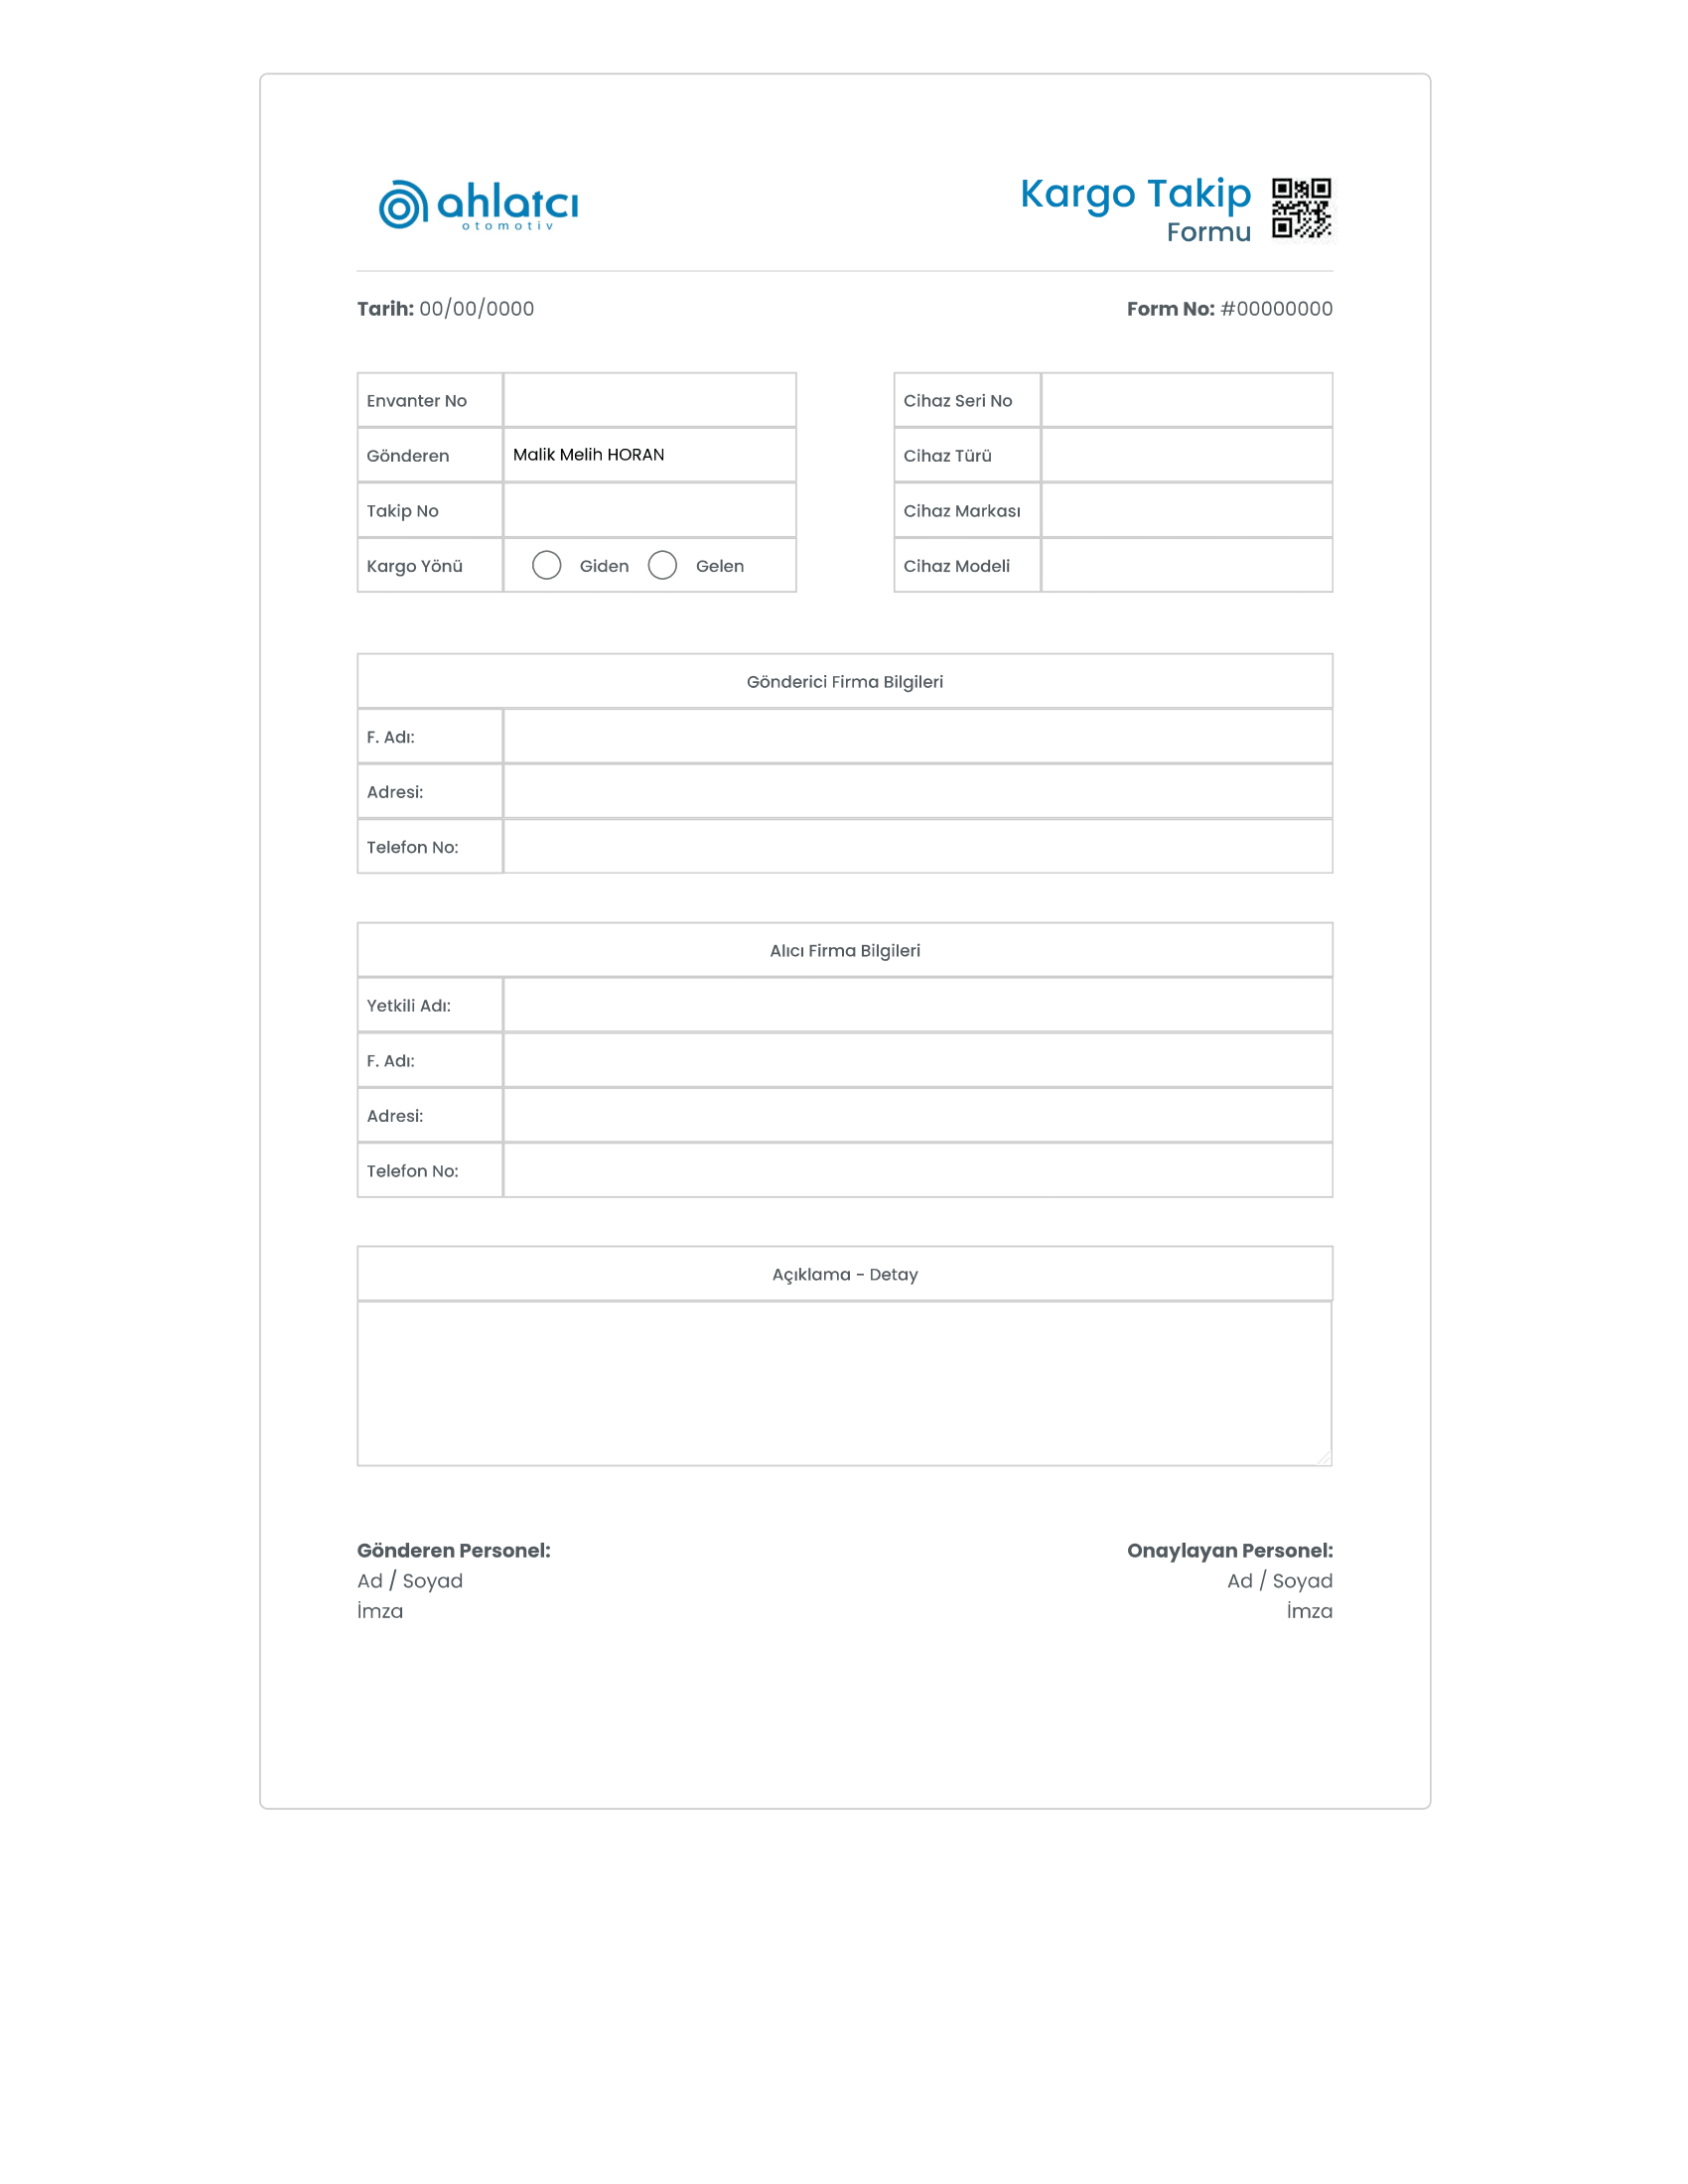 ahlatcı
otomotiv
Kargo Takip
Formu
Tarih: 00/00/0000
Form No: #00000000
Envanter No
Gönderen Malik Melih HORAN
Takip No
Kargo Yönü Giden Gelen
Cihaz Seri No
Cihaz Türü
Cihaz Markası
Cihaz Modeli
Gönderici Firma Bilgileri
F. Adı:
Adresi:
Telefon No:
Alıcı Firma Bilgileri
Yetkili Adı:
F. Adı:
Adresi:
Telefon No:
Açıklama - Detay
Gönderen Personel:
Ad / Soyad
İmza
Onaylayan Personel:
Ad / Soyad
İmza